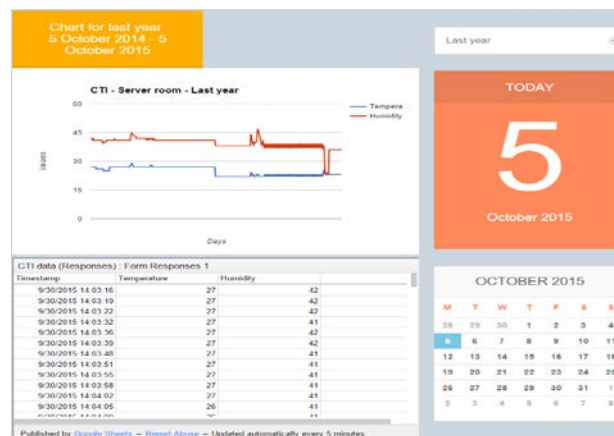 Chart for last year
5 October 2014 - 5
October 2015
Last year
CTI - Server room - Last year
60
45
30
15
0
Values
Days
Tempera...
Humidity
TODAY
5
October 2015
CTI data (Responses) : Form Responses 1
Timestamp Temperature Humidity
9/30/2015 14:03:16 27 42
9/30/2015 14:03:19 27 42
9/30/2015 14:03:22 27 42
9/30/2015 14:03:32 27 41
9/30/2015 14:03:36 27 42
9/30/2015 14:03:39 27 42
9/30/2015 14:03:48 27 41
9/30/2015 14:03:51 27 41
9/30/2015 14:03:55 27 41
9/30/2015 14:03:58 27 41
9/30/2015 14:04:02 27 41
9/30/2015 14:04:05 26 41
Published by Google Sheets – Report Abuse – Updated automatically every 5 minutes
OCTOBER 2015
M T W T F S S
28 29 30 1 2 3 4
5 6 7 8 9 10 11
12 13 14 15 16 17 18
19 20 21 22 23 24 25
26 27 28 29 30 31 1
2 3 4 5 6 7 8